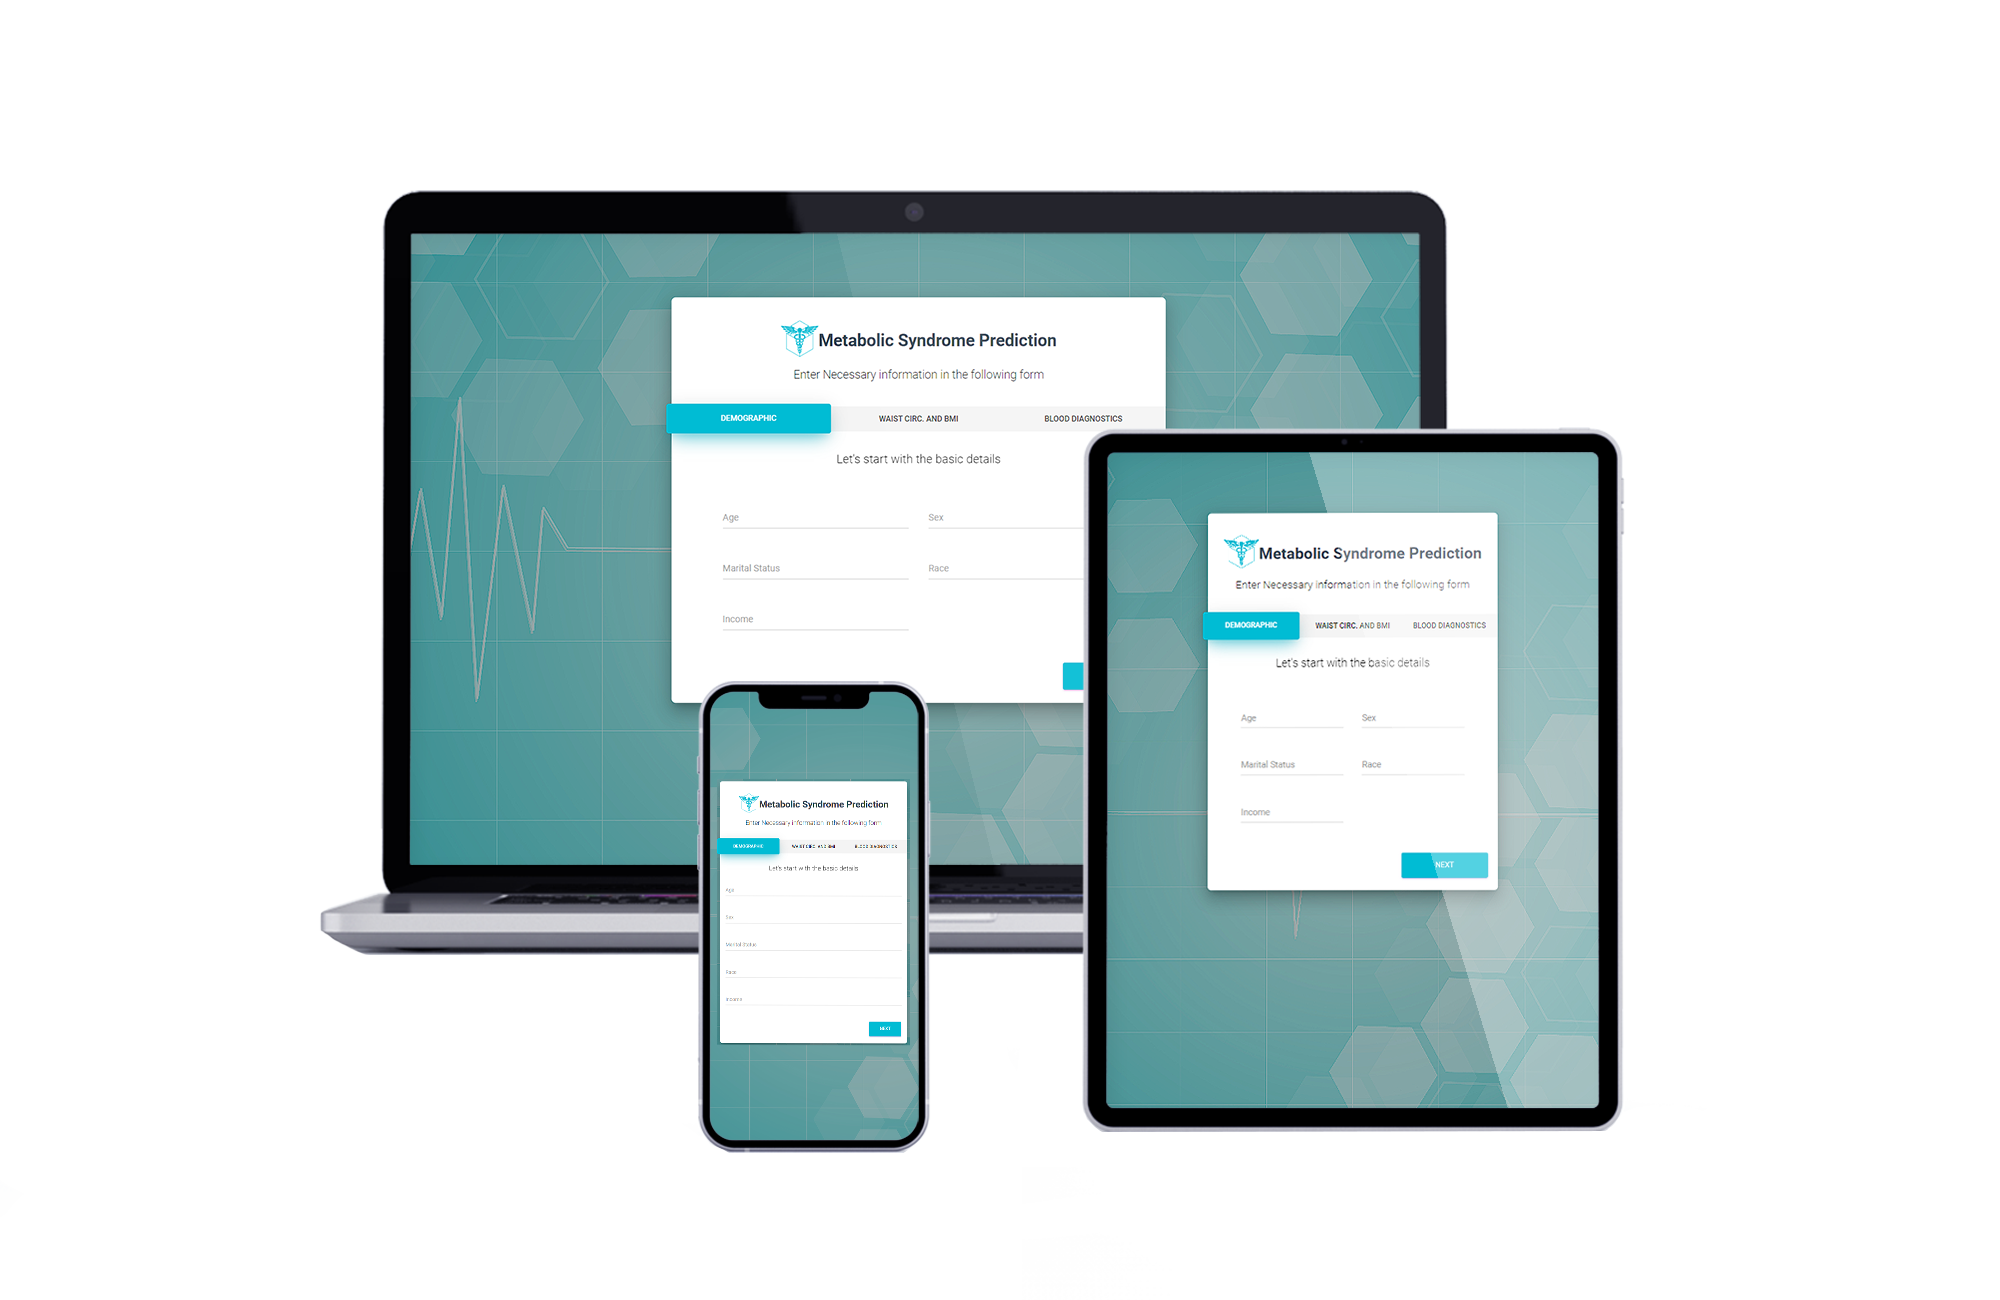 Metabolic Syndrome Prediction
Enter Necessary information in the following form
DEMOGRAPHIC WAIST CIRC. AND BMI BLOOD DIAGNOSTICS
Let's start with the basic details
Age Sex
Marital Status Race
Income
Metabolic Syndrome Prediction
Enter Necessary information in the following form
DEMOGRAPHIC WAIST CIRC. AND BMI BLOOD DIAGNOSTICS
Let's start with the basic details
Age Sex
Marital Status Race
Income
NEXT
Metabolic Syndrome Prediction
Enter Necessary information in the following form
DEMOGRAPHIC WAIST CIRC. AND BMI BLOOD DIAGNOSTICS
Let's start with the basic details
Age
Sex
Marital Status
Race
Income
NEXT